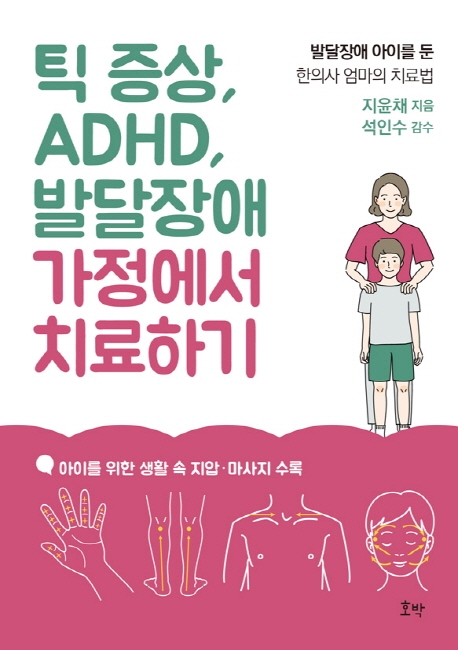 틱 증상,
ADHD,
발달장애
가정에서
치료하기
발달장애 아이를 둔
한의사 엄마의 치료법
지윤채 지음
석인수 감수
아이를 위한 생활 속 지압·마사지 수록
호박